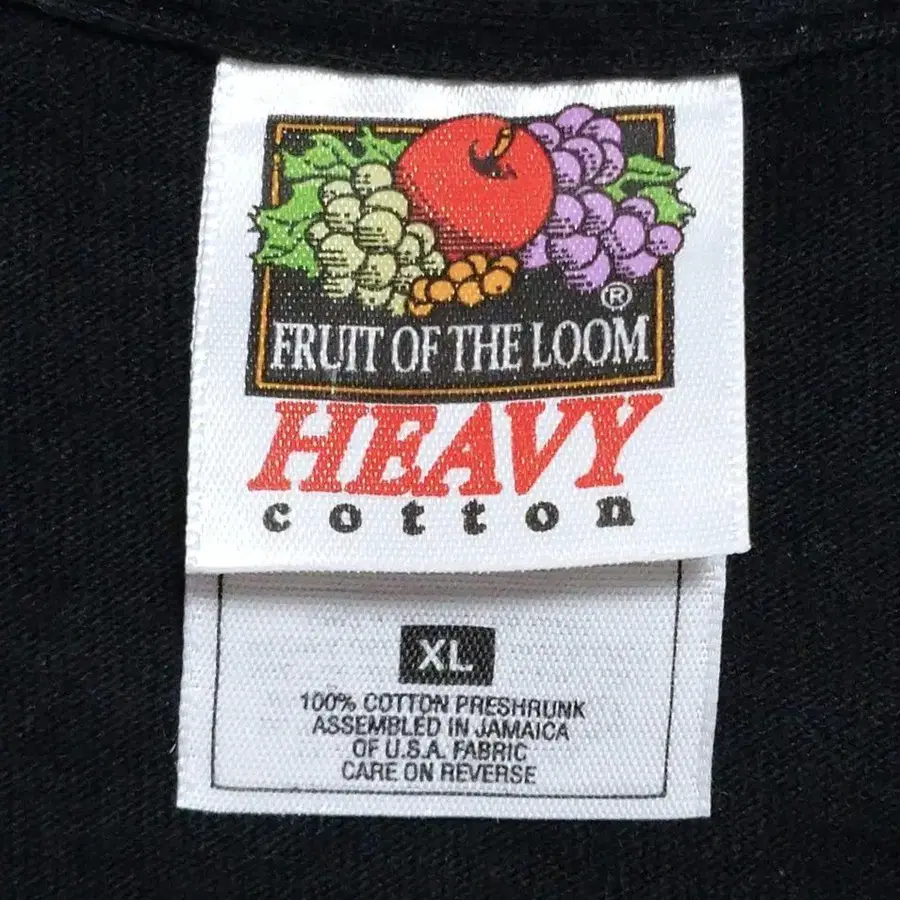 ®
FRUIT OF THE LOOM
HEAVY
cotton
XL
100% COTTON PRESHRUNK
ASSEMBLED IN JAMAICA
OF U.S.A. FABRIC
CARE ON REVERSE